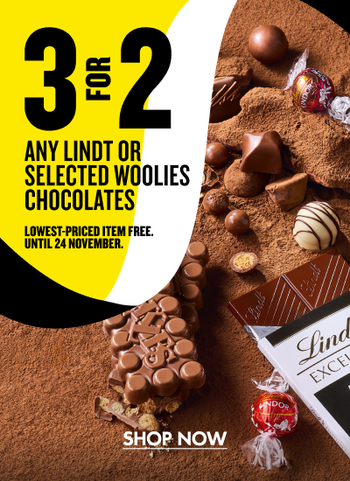 3 FOR 2
ANY LINDT OR
SELECTED WOOLIES
CHOCOLATES
LOWEST-PRICED ITEM FREE.
UNTIL 24 NOVEMBER.
Lindt
LINDOR
SHOP NOW